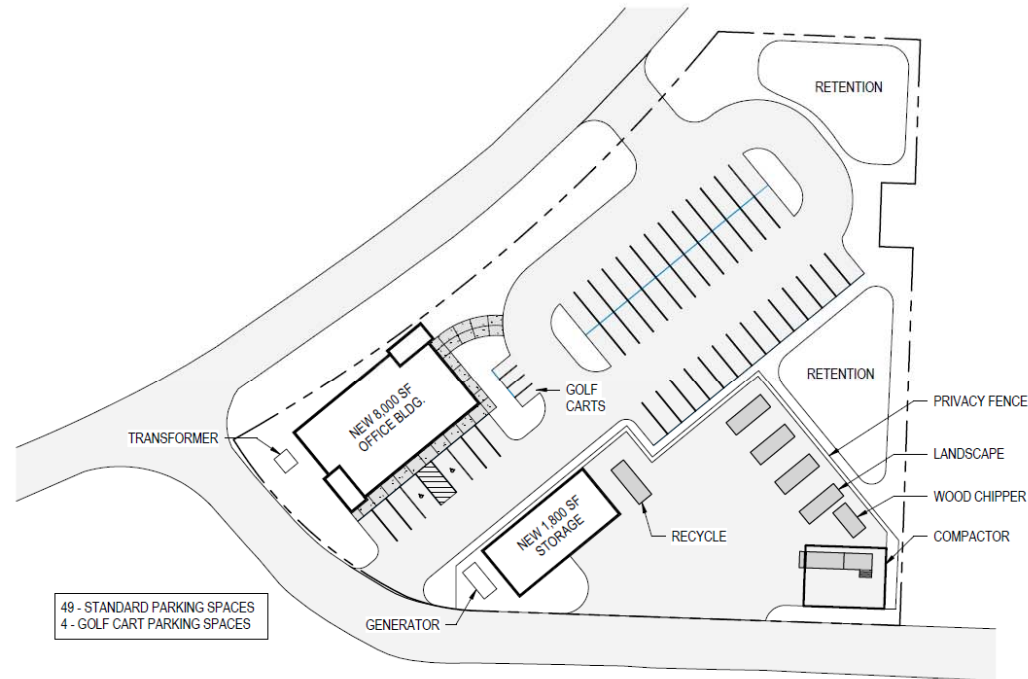 RETENTION
RETENTION
GOLF
CARTS
NEW 8,000 SF
OFFICE BLDG.
TRANSFORMER
PRIVACY FENCE
LANDSCAPE
WOOD CHIPPER
COMPACTOR
RECYCLE
NEW 1,800 SF
STORAGE
GENERATOR
49 - STANDARD PARKING SPACES
4 - GOLF CART PARKING SPACES